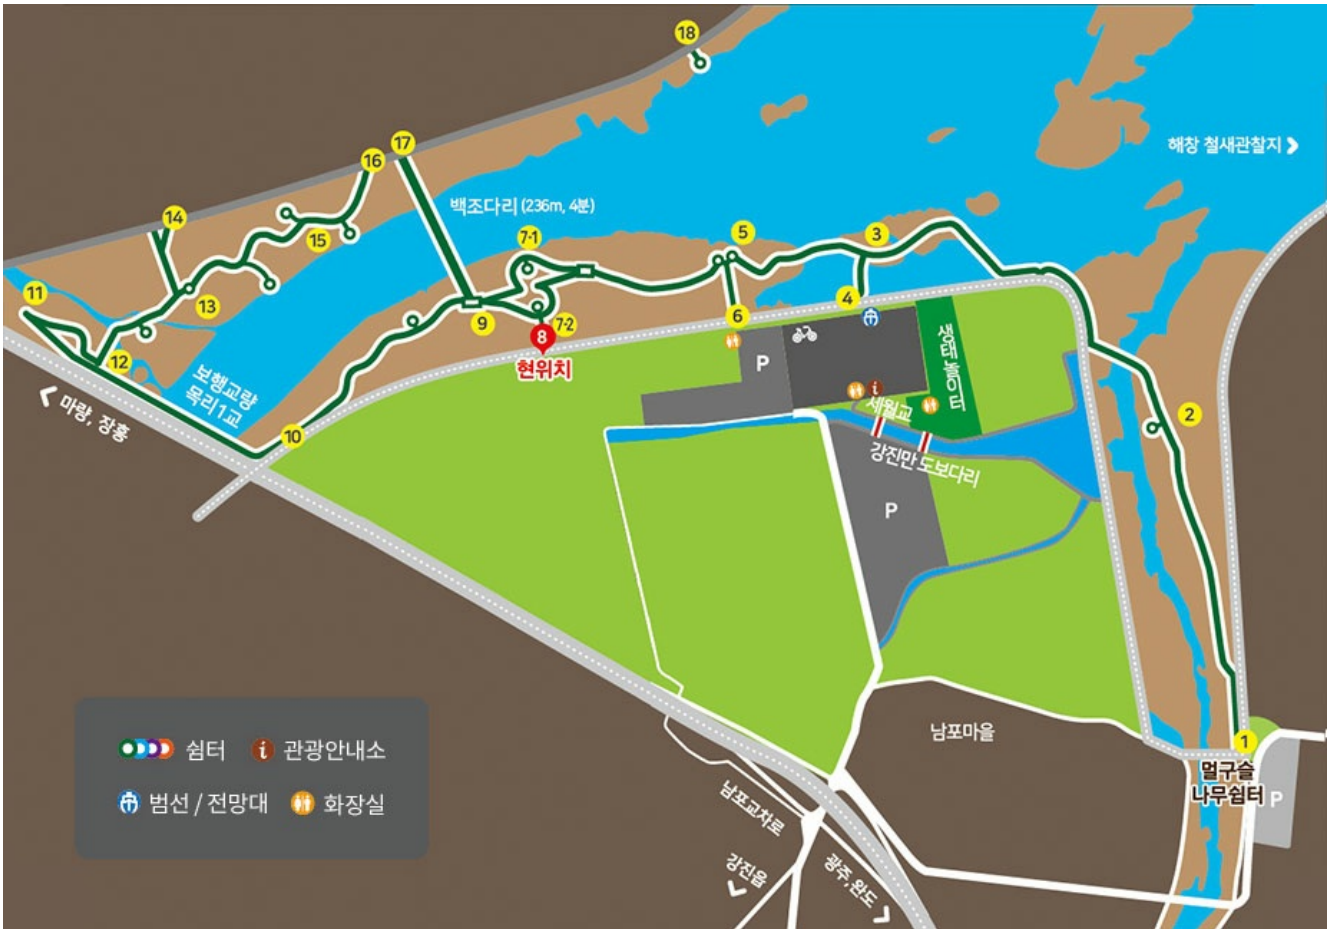 18
17
16
해창 철새관찰지
백조다리 (236m, 4분)
14
15
7·1
5
3
11
13
4
6
9
7·2
8
현위치
12
P
생태놀이터
보행교량
목리1교
마량, 장흥
10
i
세월교
2
강진만 도보다리
P
남포마을
1
멀구슬
나무쉼터
P
쉼터
i 관광안내소
범선 / 전망대
화장실
남포교차로
강진읍
광주, 완도